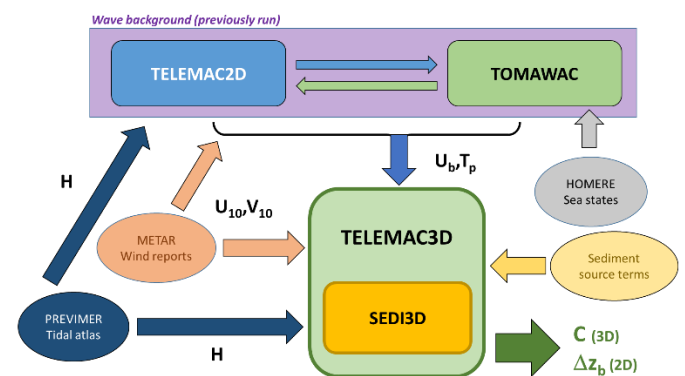 Wave background (previously run)
TELEMAC2D
TOMAWAC
H
U10,V10
Ub,Tp
HOMERE
Sea states
METAR
Wind reports
TELEMAC3D
Sediment
source terms
PREVIMER
Tidal atlas
SEDI3D
H
C (3D)
Δzb (2D)